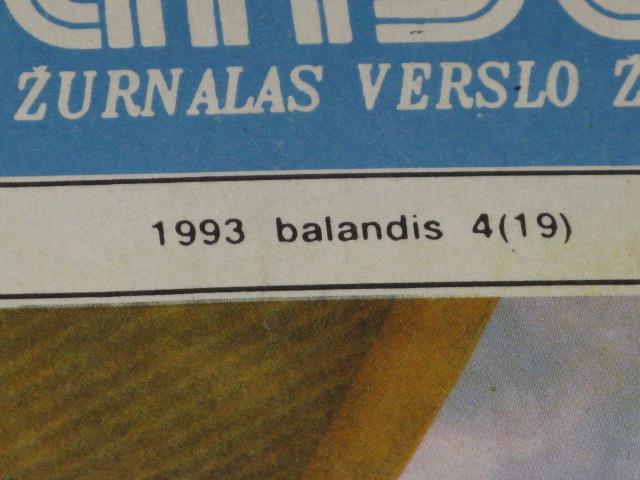 ŽURNALAS VERSLO
1993 balandis 4(19)